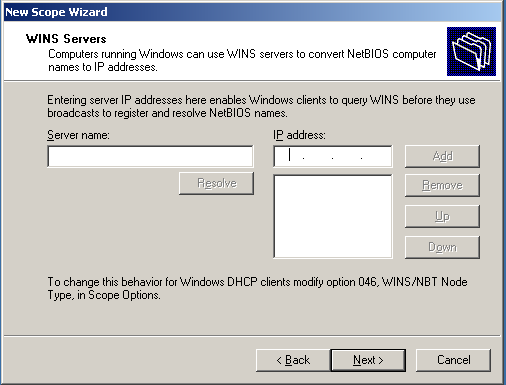 New Scope Wizard
WINS Servers
Computers running Windows can use WINS servers to convert NetBIOS computer
names to IP addresses.
Entering server IP addresses here enables Windows clients to query WINS before they use
broadcasts to register and resolve NetBIOS names.
Server name:
IP address:
. . .
Add
Resolve
Remove
Up
Down
To change this behavior for Windows DHCP clients modify option 046, WINS/NBT Node
Type, in Scope Options.
< Back
Next >
Cancel